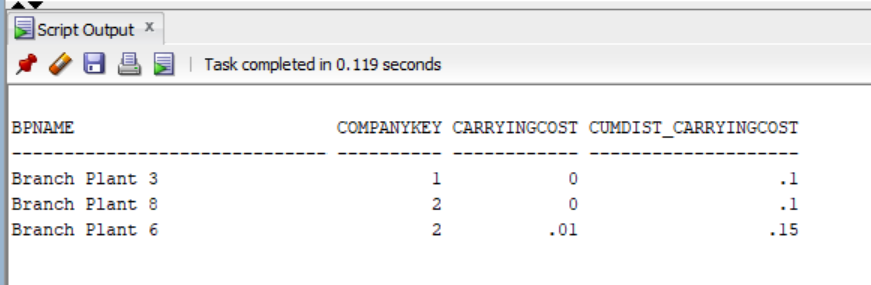 Script Output x
Task completed in 0.119 seconds
BPNAME COMPANYKEY CARRYINGCOST CUMDIST_CARRYINGCOST
------------------------------ ---------- ------------ --------------------
Branch Plant 3 1 0 .1
Branch Plant 8 2 0 .1
Branch Plant 6 2 .01 .15